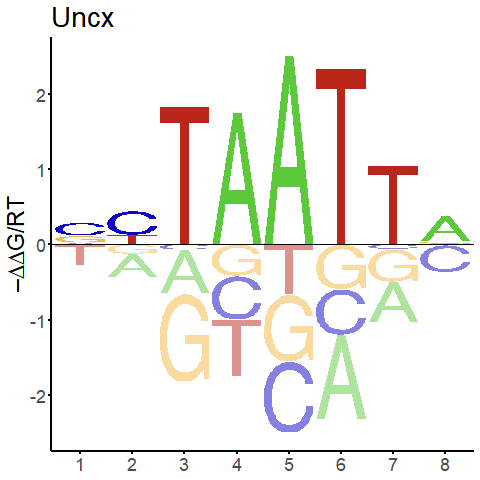 Uncx
−ΔΔG/RT
2
1
0
-1
-2
C C T A A T T A
G T
T G C G T G C C
A A C G C G
G T C A A
1 2 3 4 5 6 7 8